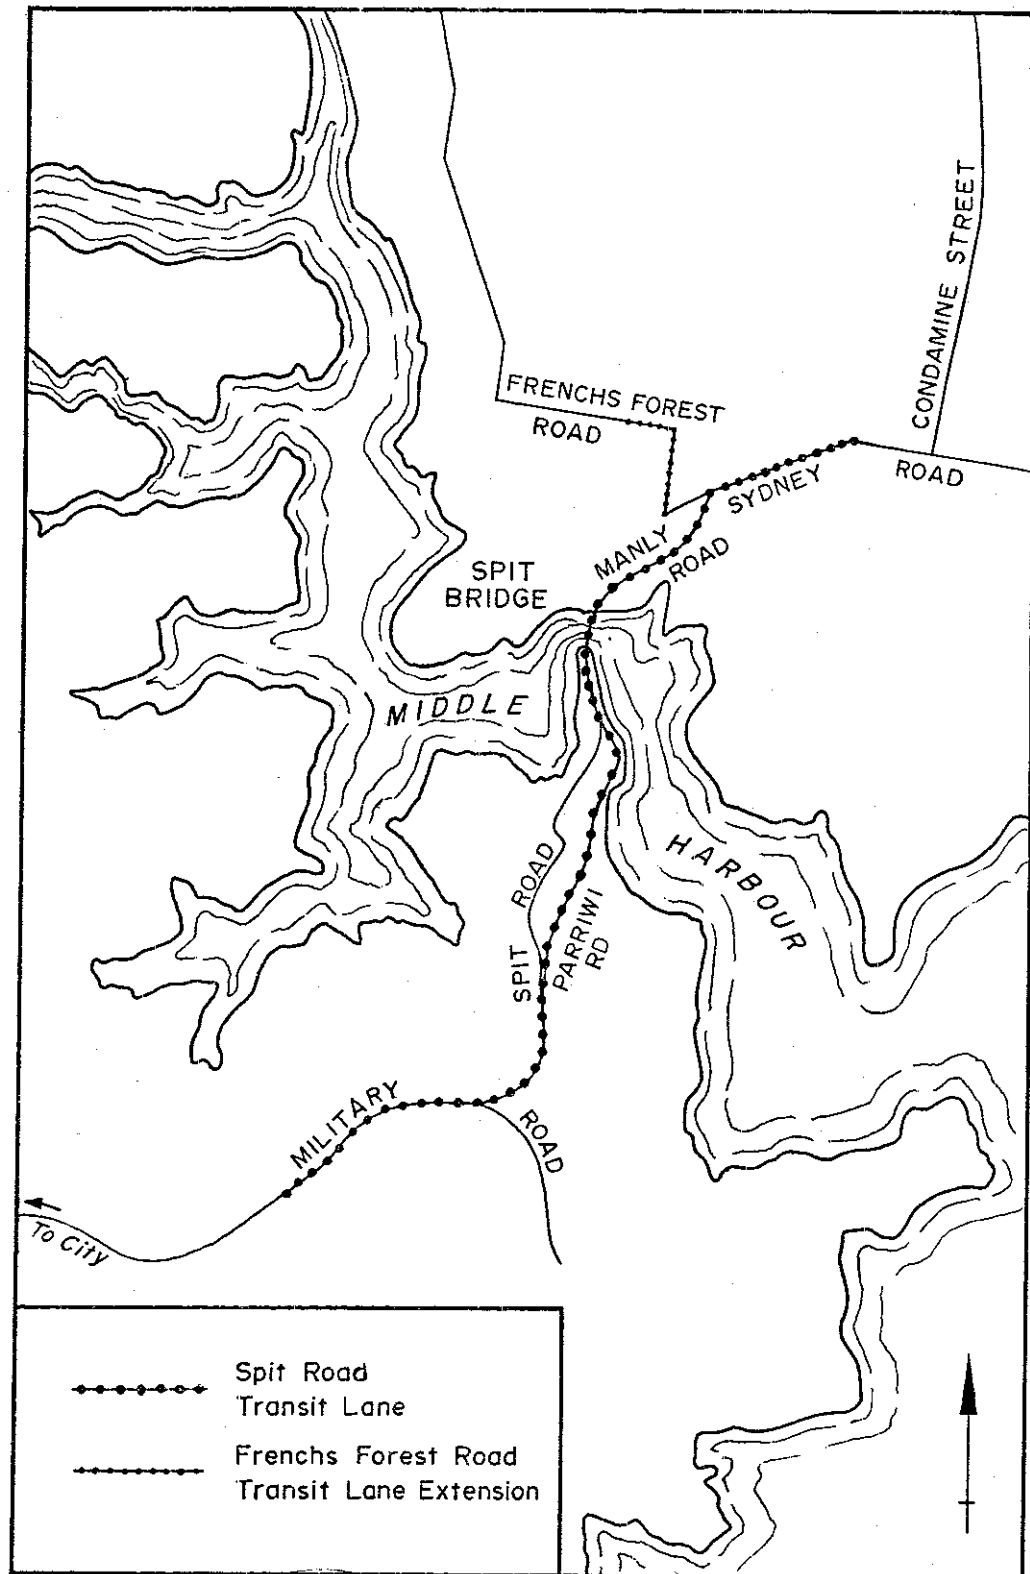 CONDAMINE STREET
FRENCHS FOREST
ROAD
SYDNEY
ROAD
MANLY
ROAD
SPIT
BRIDGE
MIDDLE
HARBOUR
SPIT ROAD
PARRIWI
RD
MILITARY
ROAD
To City
Spit Road
Transit Lane
Frenchs Forest Road
Transit Lane Extension